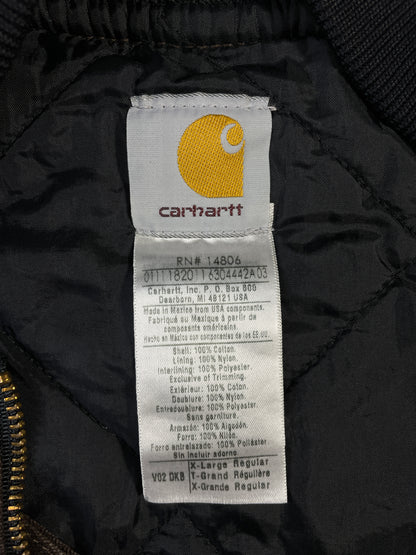 carhartt
RN# 14806
01111820116304442A03
Carhartt, Inc. P. O. Box 600
Dearborn, MI 48121 USA
Made in Mexico from USA components.
Fabriqué au Mexique à partir de
composants américains.
Hecho en México con componentes de los EE.UU.
Shell: 100% Cotton.
Lining: 100% Nylon.
Interlining: 100% Polyester.
Exclusive of Trimming.
Extérieur: 100% Coton.
Doublure: 100% Nylon.
Entredoublure: 100% Polyester.
Sans garniture.
Armazón: 100% Algodón.
Forro: 100% Nilón.
Forro entretelado: 100% Poliéster
Sin incluir adorno
V02 DKB
X-Large Regular
T-Grand Régulière
X-Grande Regular